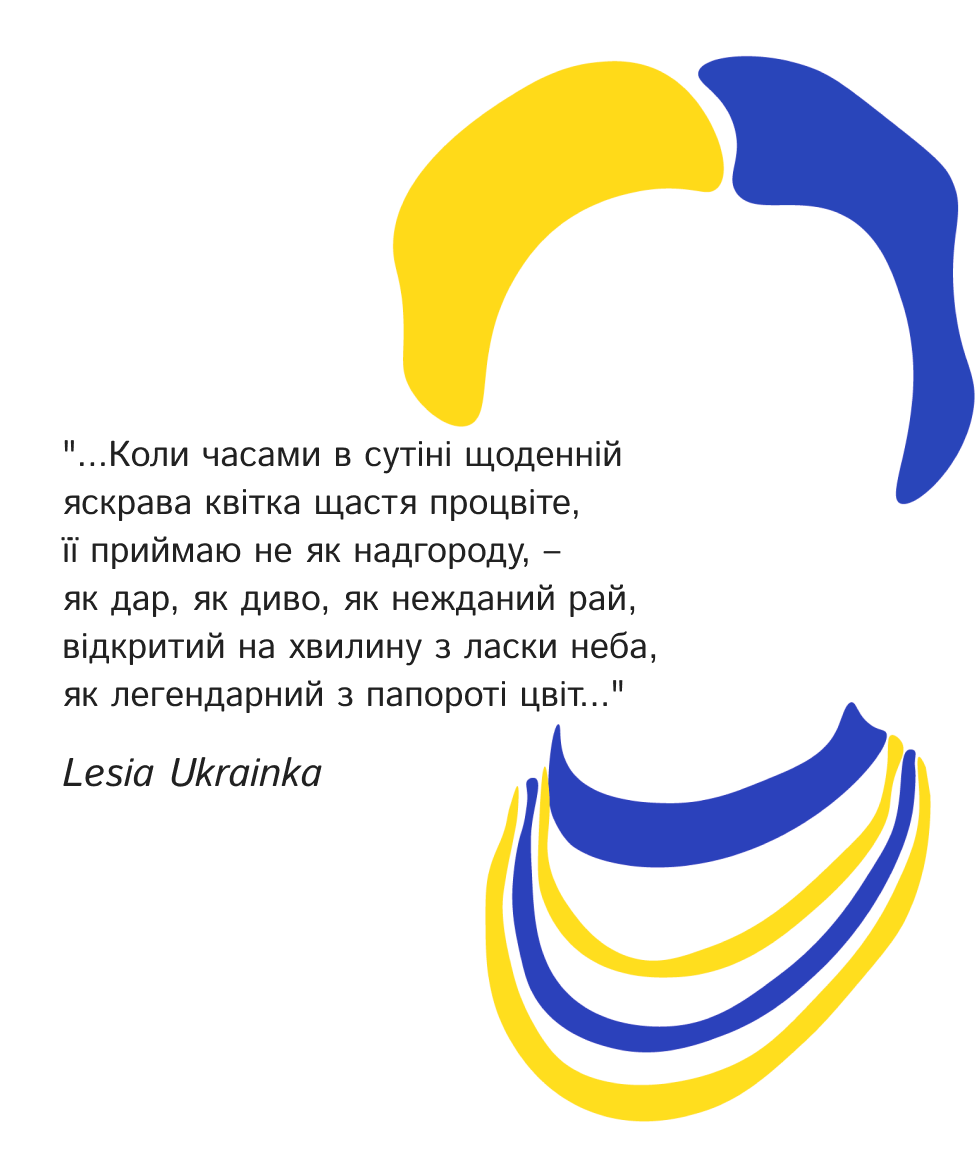 "...Коли часами в сутіні щоденній
яскрава квітка щастя процвіте,
її приймаю не як надгороду, –
як дар, як диво, як нежданий рай,
відкритий на хвилину з ласки неба,
як легендарний з папороті цвіт..."
Lesia Ukrainka